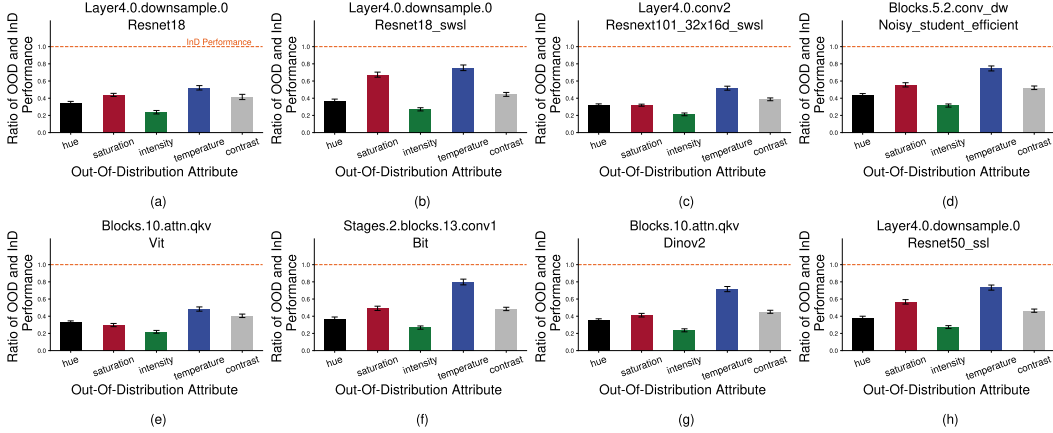 Layer4.0.downsample.0
Resnet18
InD Performance
Ratio of OOD and InD
Performance
1.0
0.8
0.6
0.4
0.2
0.0
hue
saturation
intensity
temperature
contrast
Out-Of-Distribution Attribute
(a)
Layer4.0.downsample.0
Resnet18_swsl
Ratio of OOD and InD
Performance
1.0
0.8
0.6
0.4
0.2
0.0
hue
saturation
intensity
temperature
contrast
Out-Of-Distribution Attribute
(b)
Layer4.0.conv2
Resnext101_32x16d_swsl
Ratio of OOD and InD
Performance
1.0
0.8
0.6
0.4
0.2
0.0
hue
saturation
intensity
temperature
contrast
Out-Of-Distribution Attribute
(c)
Blocks.5.2.conv_dw
Noisy_student_efficient
Ratio of OOD and InD
Performance
1.0
0.8
0.6
0.4
0.2
0.0
hue
saturation
intensity
temperature
contrast
Out-Of-Distribution Attribute
(d)
Blocks.10.attn.qkv
Vit
Ratio of OOD and InD
Performance
1.0
0.8
0.6
0.4
0.2
0.0
hue
saturation
intensity
temperature
contrast
Out-Of-Distribution Attribute
(e)
Stages.2.blocks.13.conv1
Bit
Ratio of OOD and InD
Performance
1.0
0.8
0.6
0.4
0.2
0.0
hue
saturation
intensity
temperature
contrast
Out-Of-Distribution Attribute
(f)
Blocks.10.attn.qkv
Dinov2
Ratio of OOD and InD
Performance
1.0
0.8
0.6
0.4
0.2
0.0
hue
saturation
intensity
temperature
contrast
Out-Of-Distribution Attribute
(g)
Layer4.0.downsample.0
Resnet50_ssl
Ratio of OOD and InD
Performance
1.0
0.8
0.6
0.4
0.2
0.0
hue
saturation
intensity
temperature
contrast
Out-Of-Distribution Attribute
(h)